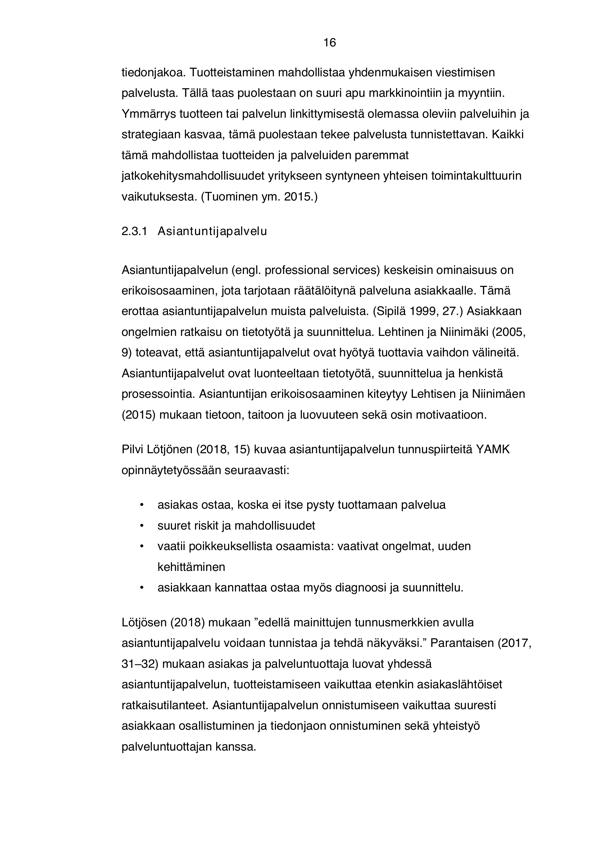 16
tiedonjakoa. Tuotteistaminen mahdollistaa yhdenmukaisen viestimisen
palvelusta. Tällä taas puolestaan on suuri apu markkinointiin ja myyntiin.
Ymmärrys tuotteen tai palvelun linkittymisestä olemassa oleviin palveluihin ja
strategiaan kasvaa, tämä puolestaan tekee palvelusta tunnistettavan. Kaikki
tämä mahdollistaa tuotteiden ja palveluiden paremmat
jatkokehitysmahdollisuudet yritykseen syntyneen yhteisen toimintakulttuurin
vaikutuksesta. (Tuominen ym. 2015.)
2.3.1 Asiantuntijapalvelu
Asiantuntijapalvelun (engl. professional services) keskeisin ominaisuus on
erikoisosaaminen, jota tarjotaan räätälöitynä palveluna asiakkaalle. Tämä
erottaa asiantuntijapalvelun muista palveluista. (Sipilä 1999, 27.) Asiakkaan
ongelmien ratkaisu on tietotyötä ja suunnittelua. Lehtinen ja Niinimäki (2005,
9) toteavat, että asiantuntijapalvelut ovat hyötyä tuottavia vaihdon välineitä.
Asiantuntijapalvelut ovat luonteeltaan tietotyötä, suunnittelua ja henkistä
prosessointia. Asiantuntijan erikoisosaaminen kiteytyy Lehtisen ja Niinimäen
(2015) mukaan tietoon, taitoon ja luovuuteen sekä osin motivaatioon.
Pilvi Lötjönen (2018, 15) kuvaa asiantuntijapalvelun tunnuspiirteitä YAMK
opinnäytetyössään seuraavasti:
• asiakas ostaa, koska ei itse pysty tuottamaan palvelua
• suuret riskit ja mahdollisuudet
• vaatii poikkeuksellista osaamista: vaativat ongelmat, uuden
kehittäminen
• asiakkaan kannattaa ostaa myös diagnoosi ja suunnittelu.
Lötjösen (2018) mukaan ”edellä mainittujen tunnusmerkkien avulla
asiantuntijapalvelu voidaan tunnistaa ja tehdä näkyväksi.” Parantaisen (2017,
31–32) mukaan asiakas ja palveluntuottaja luovat yhdessä
asiantuntijapalvelun, tuotteistamiseen vaikuttaa etenkin asiakaslähtöiset
ratkaisutilanteet. Asiantuntijapalvelun onnistumiseen vaikuttaa suuresti
asiakkaan osallistuminen ja tiedonjaon onnistuminen sekä yhteistyö
palveluntuottajan kanssa.